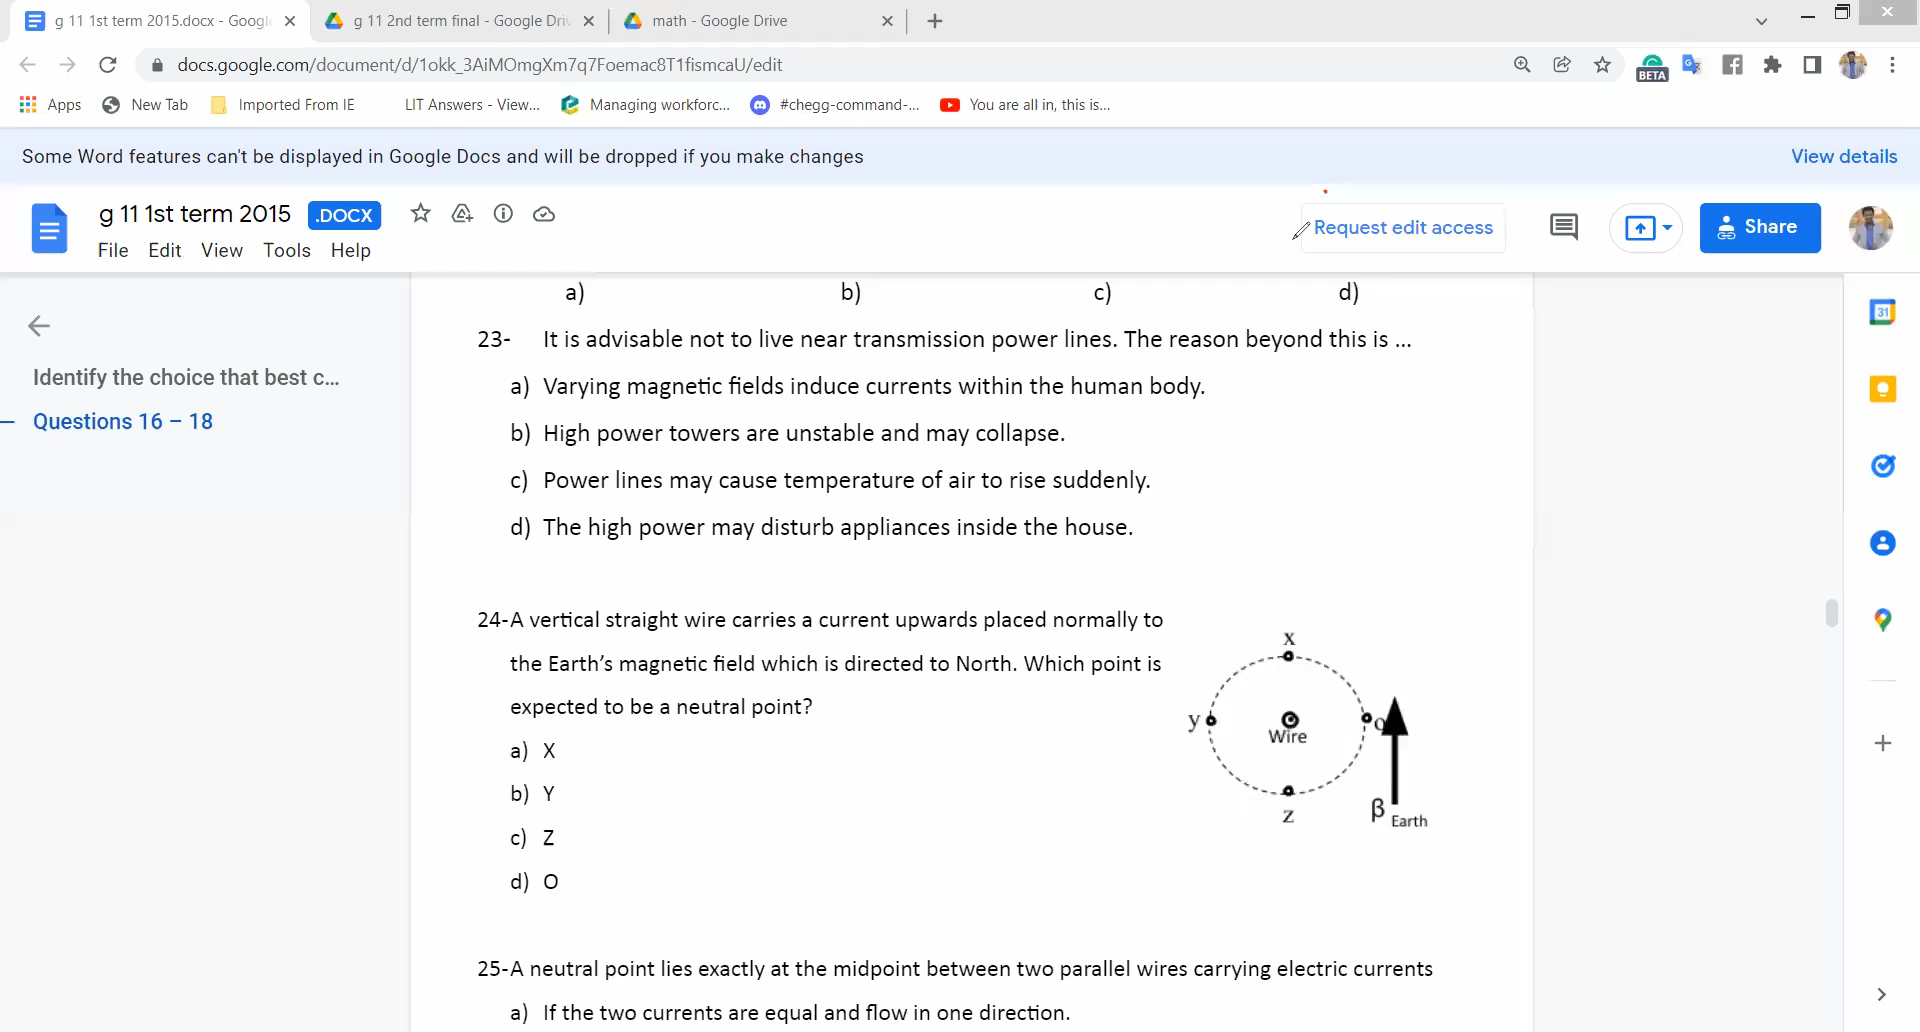 g 11 1st term 2015.docx - Googl
g 11 2nd term final - Google Driv
math - Google Drive
docs.google.com/document/d/1okk_3AiMOmgXm7q7Foemac8T1fismcaU/edit
BETA
Apps
New Tab
Imported From IE
LIT Answers - View...
Managing workforc...
#chegg-command-...
You are all in, this is...
Some Word features can't be displayed in Google Docs and will be dropped if you make changes
View details
g 11 1st term 2015 .DOCX
Request edit access
Share
File Edit View Tools Help
31
Identify the choice that best c...
Questions 16 – 18
a) b) c) d)
23- It is advisable not to live near transmission power lines. The reason beyond this is ...
a) Varying magnetic fields induce currents within the human body.
b) High power towers are unstable and may collapse.
c) Power lines may cause temperature of air to rise suddenly.
d) The high power may disturb appliances inside the house.
24-A vertical straight wire carries a current upwards placed normally to
the Earth’s magnetic field which is directed to North. Which point is
expected to be a neutral point?
a) X
b) Y
c) Z
d) O
x
y
o
Wire
z
β Earth
25-A neutral point lies exactly at the midpoint between two parallel wires carrying electric currents
a) If the two currents are equal and flow in one direction.